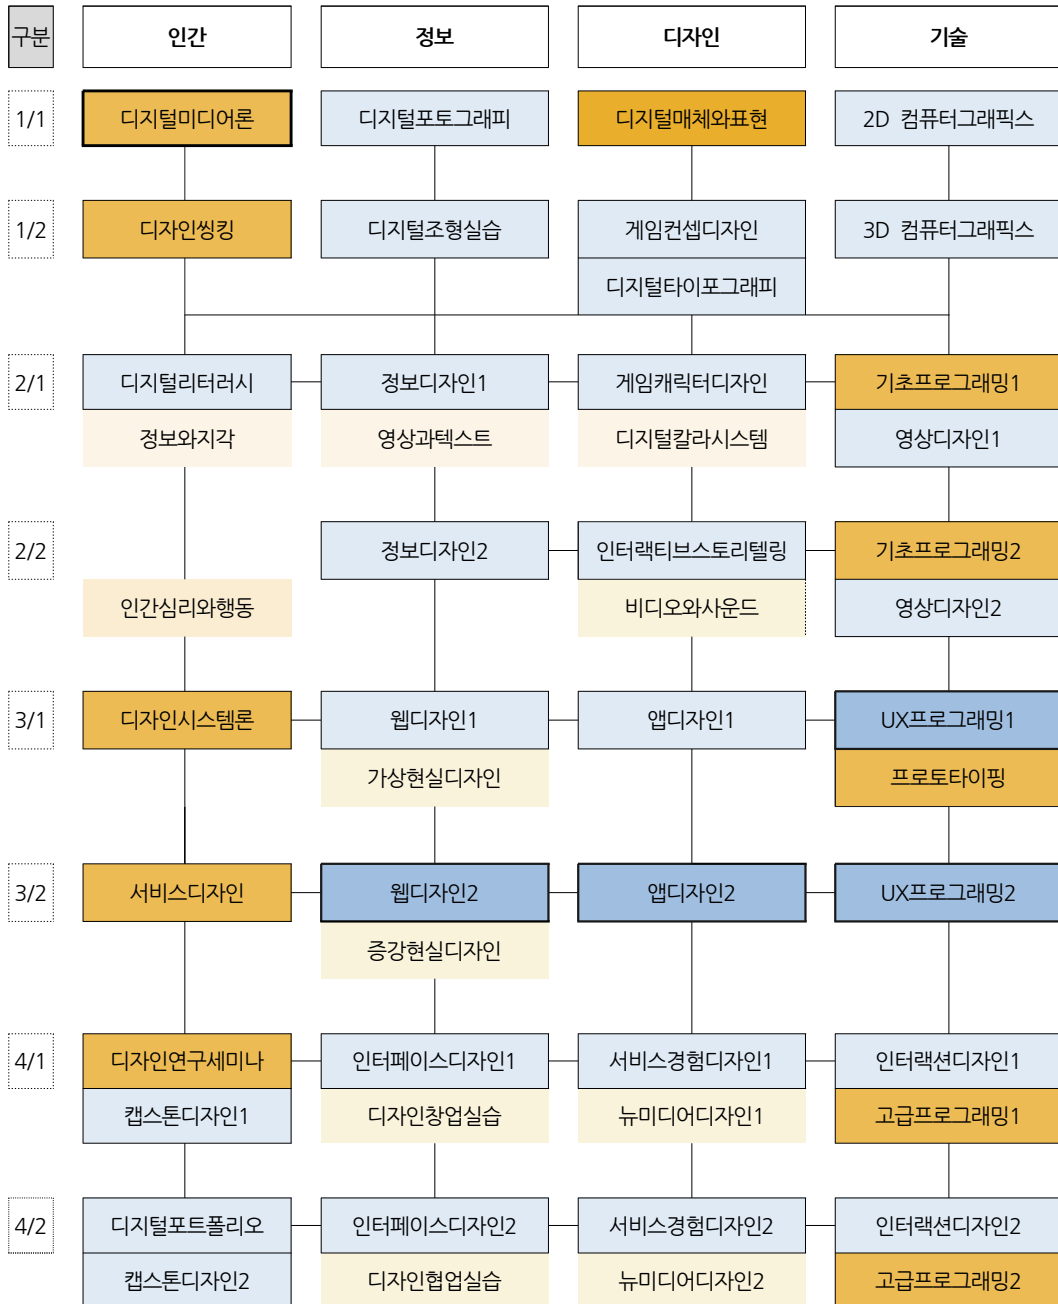 구분
인간
정보
디자인
기술
1/1
디지털미디어론
디지털포토그래피
디지털매체와표현
2D 컴퓨터그래픽스
1/2
디자인씽킹
디지털조형실습
게임컨셉디자인
3D 컴퓨터그래픽스
디지털타이포그래피
2/1
디지털리터러시
정보디자인1
게임캐릭터디자인
기초프로그래밍1
정보와지각
영상과텍스트
디지털칼라시스템
영상디자인1
2/2
정보디자인2
인터랙티브스토리텔링
기초프로그래밍2
인간심리와행동
비디오와사운드
영상디자인2
3/1
디자인시스템론
웹디자인1
앱디자인1
UX프로그래밍1
가상현실디자인
프로토타이핑
3/2
서비스디자인
웹디자인2
앱디자인2
UX프로그래밍2
증강현실디자인
4/1
디자인연구세미나
인터페이스디자인1
서비스경험디자인1
인터랙션디자인1
캡스톤디자인1
디자인창업실습
뉴미디어디자인1
고급프로그래밍1
4/2
디지털포트폴리오
인터페이스디자인2
서비스경험디자인2
인터랙션디자인2
캡스톤디자인2
디자인협업실습
뉴미디어디자인2
고급프로그래밍2